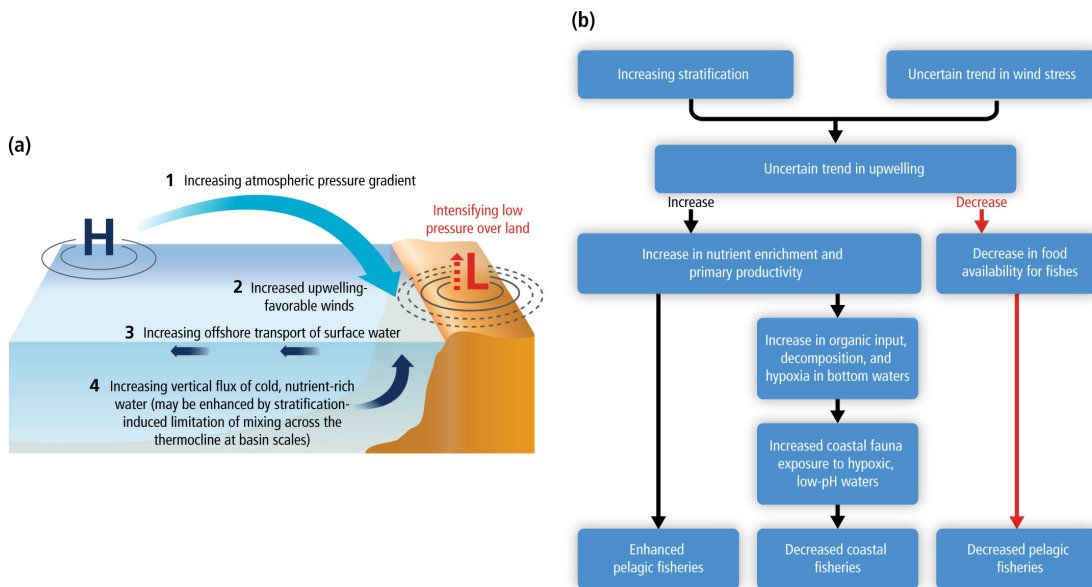 (a)
1 Increasing atmospheric pressure gradient
H
Intensifying low
pressure over land
L
2 Increased upwelling-
favorable winds
3 Increasing offshore transport of surface water
4 Increasing vertical flux of cold, nutrient-rich
water (may be enhanced by stratification-
induced limitation of mixing across the
thermocline at basin scales)
(b)
Increasing stratification
Uncertain trend in wind stress
Uncertain trend in upwelling
Increase
Decrease
Increase in nutrient enrichment and
primary productivity
Decrease in food
availability for fishes
Increase in organic input,
decomposition, and
hypoxia in bottom waters
Increased coastal fauna
exposure to hypoxic,
low-pH waters
Enhanced
pelagic fisheries
Decreased coastal
fisheries
Decreased pelagic
fisheries